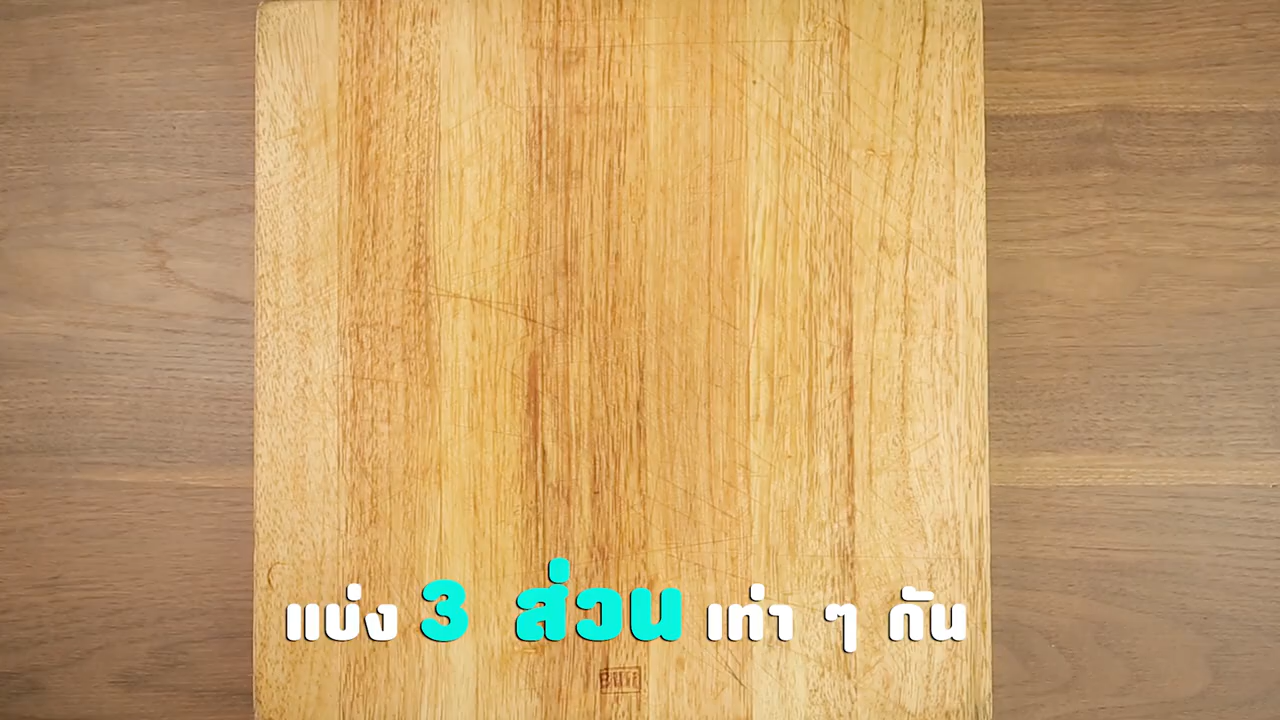 แบ่ง 3 ส่วน เท่า ๆ กัน